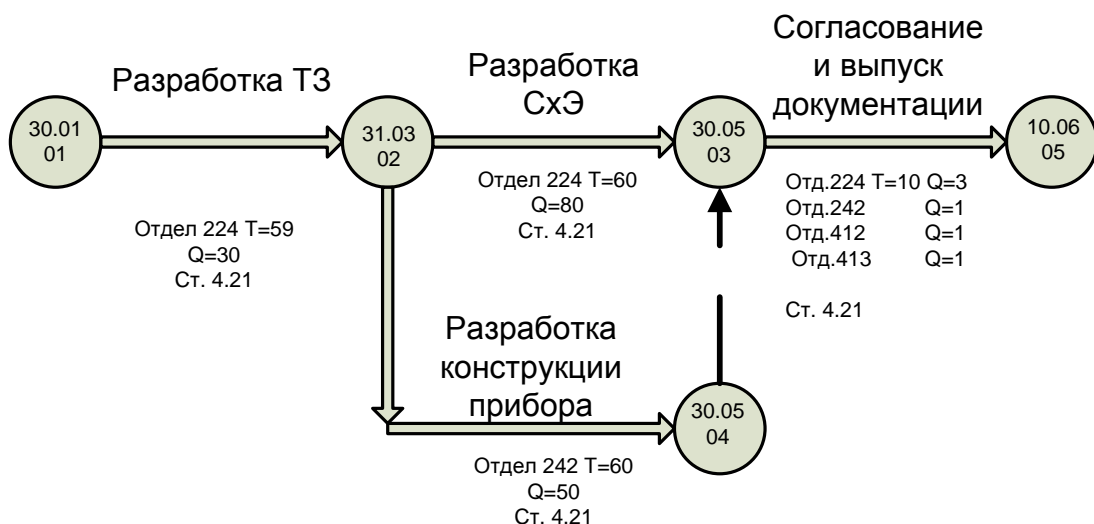 Разработка ТЗ
Разработка
СхЭ
Согласование
и выпуск
документации
30.01
01
31.03
02
30.05
03
10.06
05
Отдел 224 Т=59
Q=30
Ст. 4.21
Отдел 224 Т=60
Q=80
Ст. 4.21
Отд.224 Т=10 Q=3
Отд.242 Q=1
Отд.412 Q=1
Отд.413 Q=1
Ст. 4.21
Разработка
конструкции
прибора
30.05
04
Отдел 242 Т=60
Q=50
Ст. 4.21